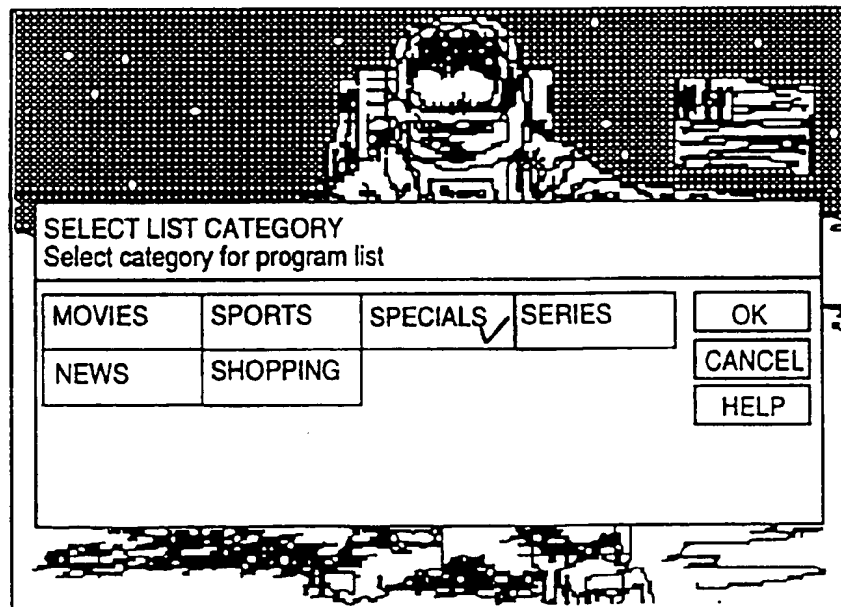 SELECT LIST CATEGORY
Select category for program list
MOVIES SPORTS SPECIALS SERIES OK
NEWS SHOPPING CANCEL
HELP